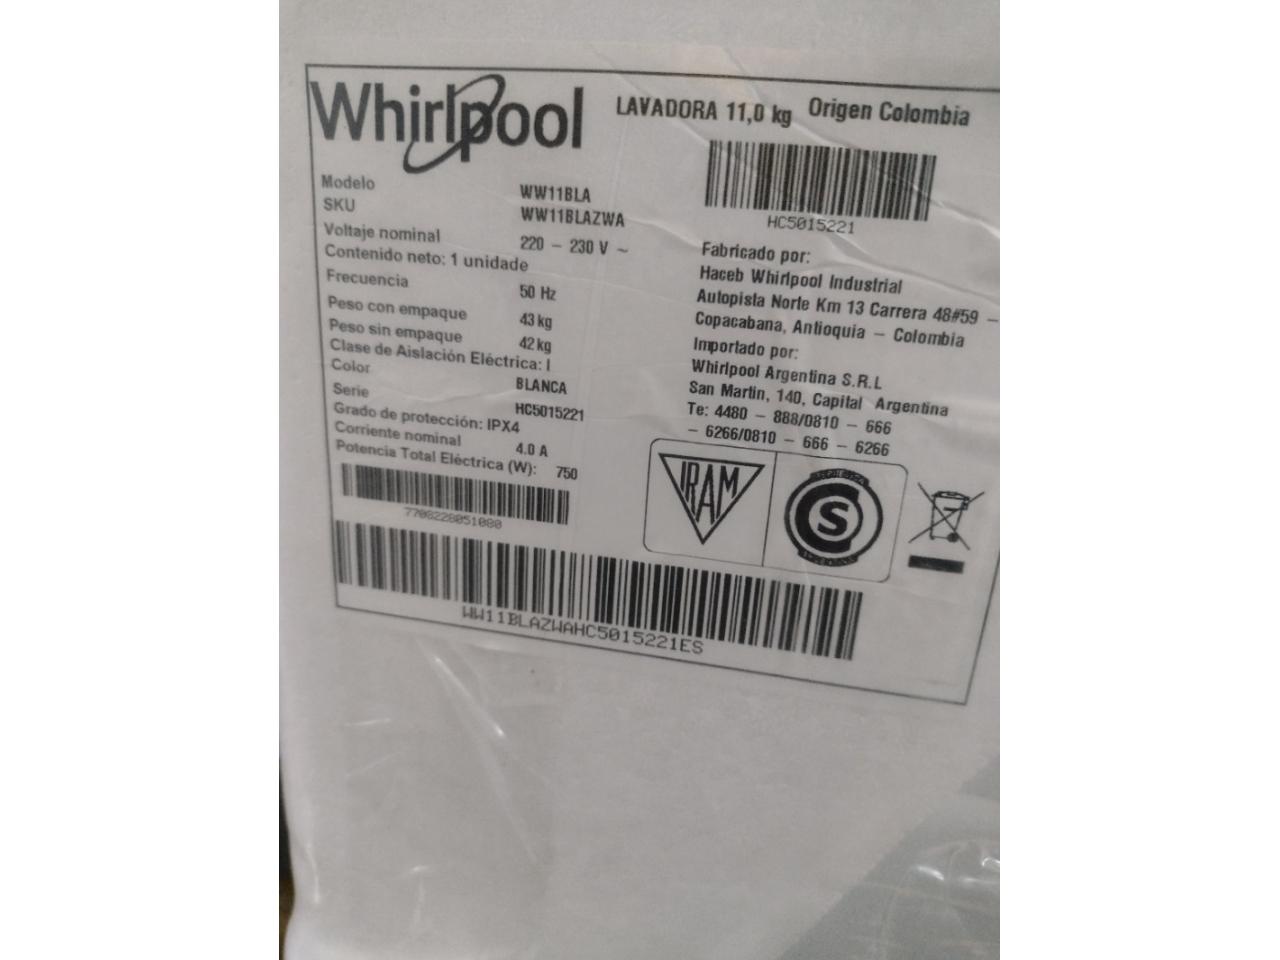 Whirlpool
LAVADORA 11,0 kg Origen Colombia
HC5015221
Modelo WW11BLA
SKU WW11BLAZWA
Voltaje nominal 220 – 230 V ~
Contenido neto: 1 unidade
Frecuencia 50 Hz
Peso con empaque 43 kg
Peso sin empaque 42 kg
Clase de Aislación Eléctrica: I
Color BLANCA
Serie HC5015221
Grado de protección: IPX4
Corriente nominal 4.0 A
Potencia Total Eléctrica (W): 750
7708228051080
Fabricado por:
Haceb Whirlpool Industrial
Autopista Norte Km 13 Carrera 48#59 –
Copacabana, Antioquia – Colombia
Importado por:
Whirlpool Argentina S.R.L
San Martin, 140, Capital Argentina
Te: 4480 – 888/0810 – 666
– 6266/0810 – 666 – 6266
IRAM
S
WW11BLAZWAHC5015221ES